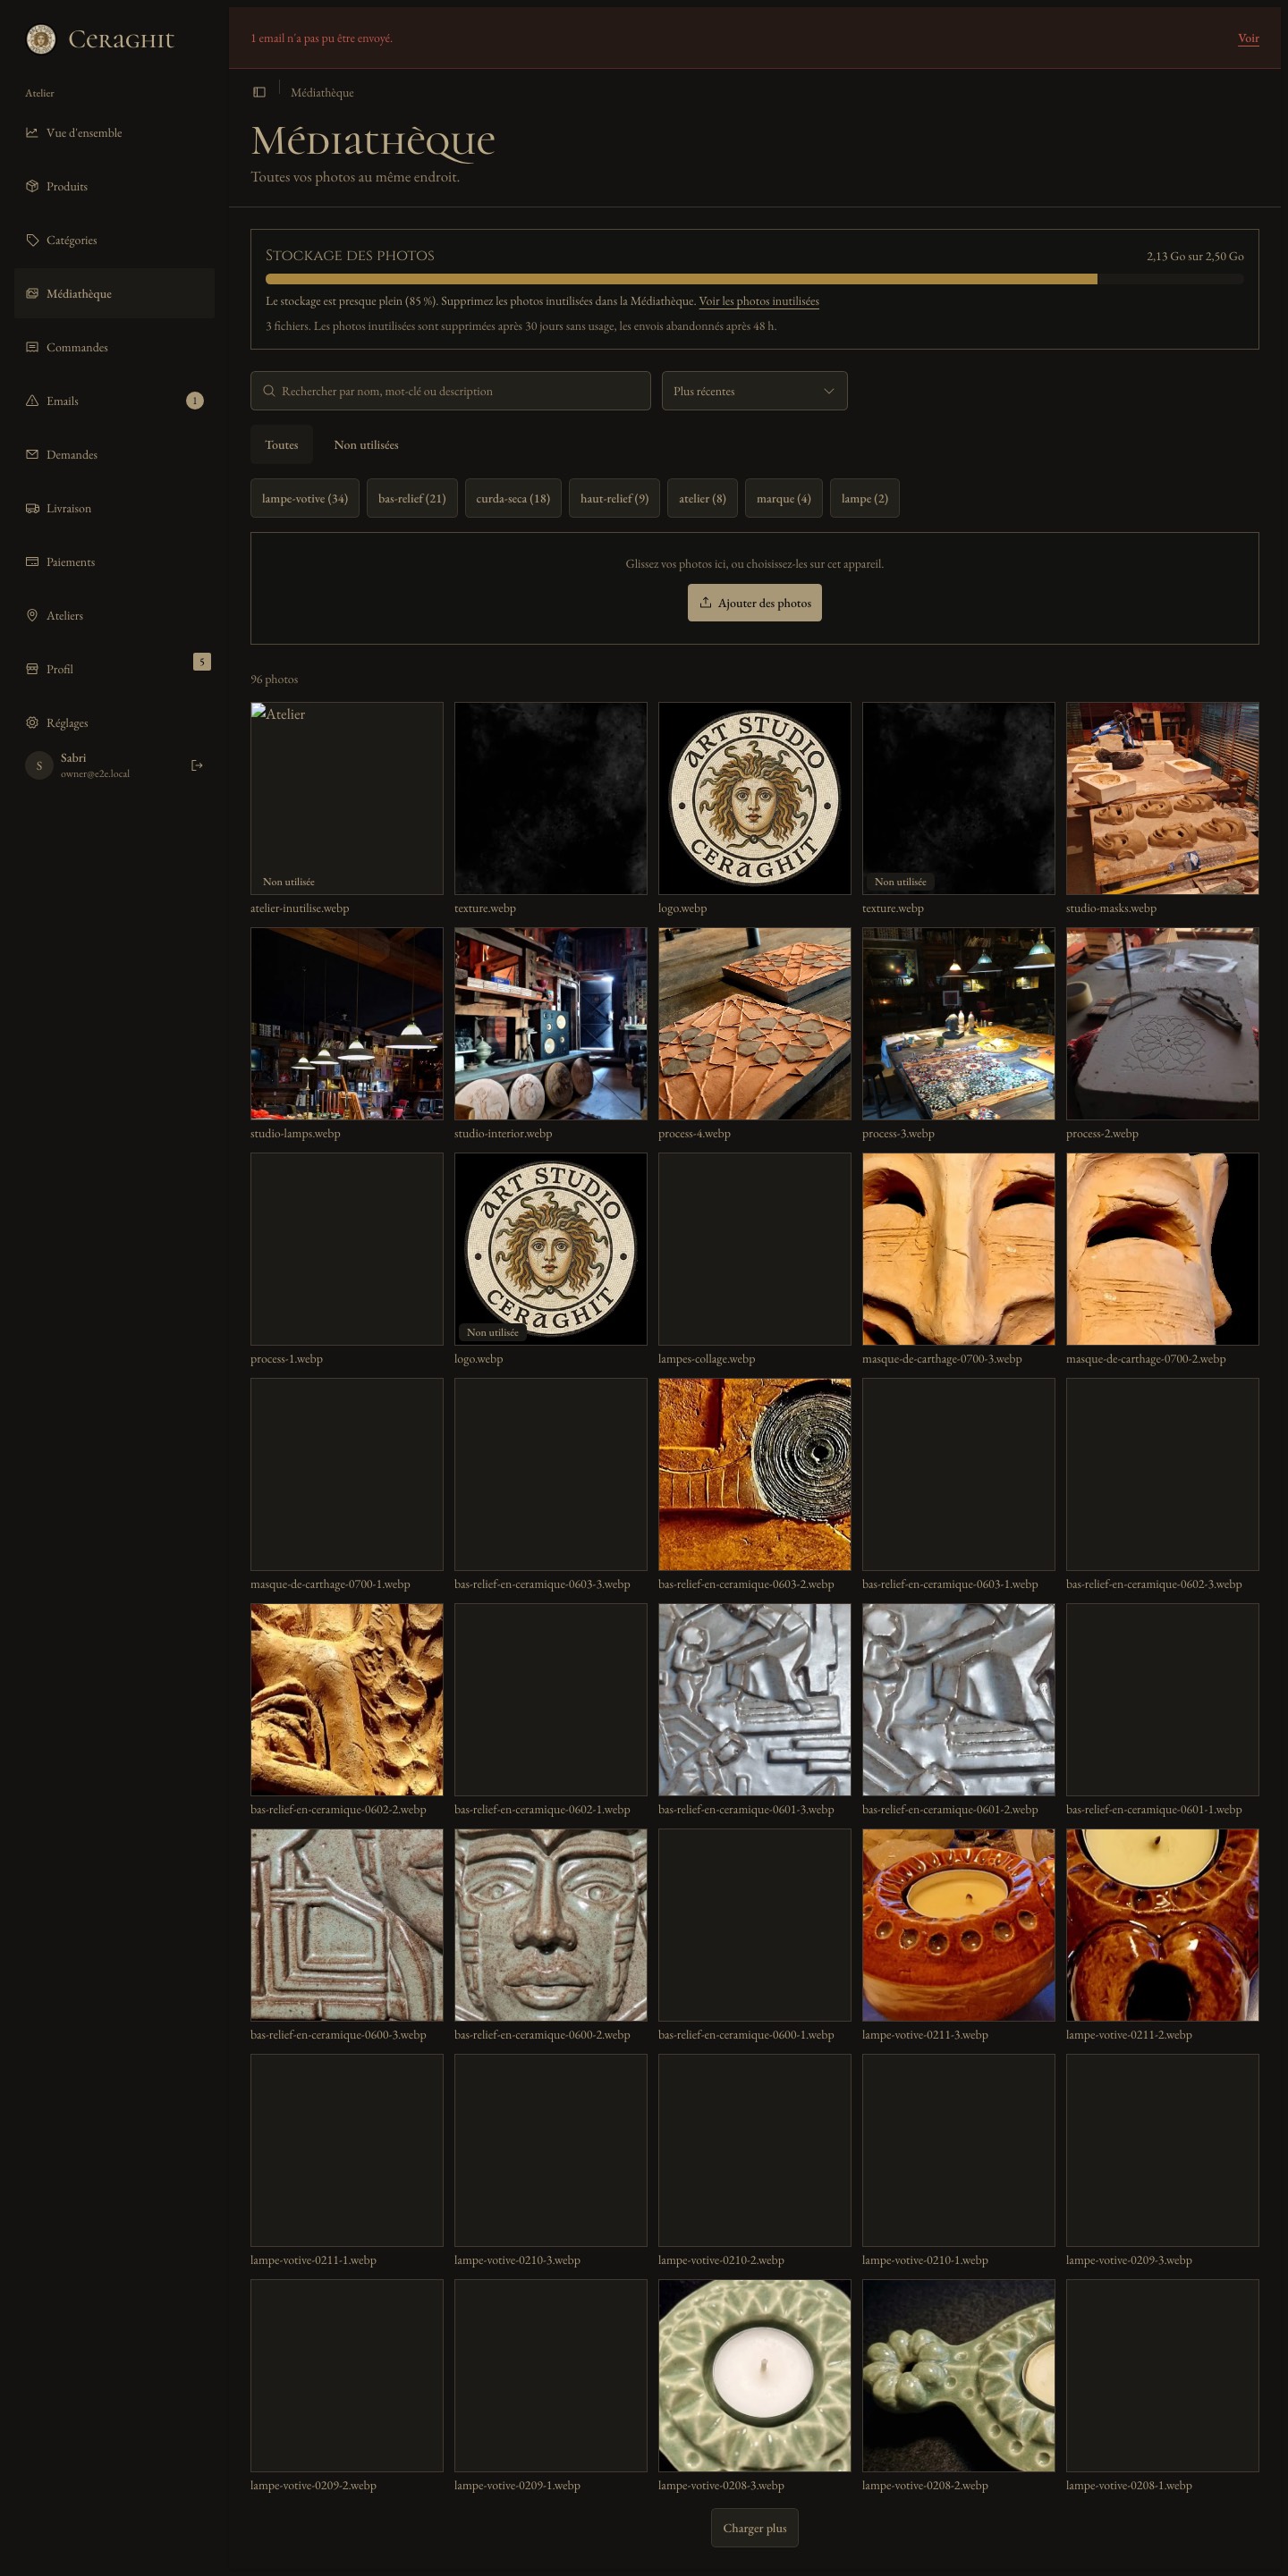 Ceraghit
1 email n'a pas pu être envoyé.
Voir
Atelier
Vue d'ensemble
Produits
Catégories
Médiathèque
Commandes
Emails
1
Demandes
Livraison
Paiements
Ateliers
Profil
5
Réglages
S
Sabri
owner@e2e.local
Médiathèque
Médiathèque
Toutes vos photos au même endroit.
Stockage des photos
2,13 Go sur 2,50 Go
Le stockage est presque plein (85 %). Supprimez les photos inutilisées dans la Médiathèque. Voir les photos inutilisées
3 fichiers. Les photos inutilisées sont supprimées après 30 jours sans usage, les envois abandonnés après 48 h.
Rechercher par nom, mot-clé ou description
Plus récentes
Toutes
Non utilisées
lampe-votive (34)
bas-relief (21)
curda-seca (18)
haut-relief (9)
atelier (8)
marque (4)
lampe (2)
Glissez vos photos ici, ou choisissez-les sur cet appareil.
Ajouter des photos
96 photos
Atelier
Non utilisée
ART STUDIO
CERAGHIT
Non utilisée
atelier-inutilise.webp
texture.webp
logo.webp
texture.webp
studio-masks.webp
studio-lamps.webp
studio-interior.webp
process-4.webp
process-3.webp
process-2.webp
ART STUDIO
CERAGHIT
Non utilisée
process-1.webp
logo.webp
lampes-collage.webp
masque-de-carthage-0700-3.webp
masque-de-carthage-0700-2.webp
masque-de-carthage-0700-1.webp
bas-relief-en-ceramique-0603-3.webp
bas-relief-en-ceramique-0603-2.webp
bas-relief-en-ceramique-0603-1.webp
bas-relief-en-ceramique-0602-3.webp
bas-relief-en-ceramique-0602-2.webp
bas-relief-en-ceramique-0602-1.webp
bas-relief-en-ceramique-0601-3.webp
bas-relief-en-ceramique-0601-2.webp
bas-relief-en-ceramique-0601-1.webp
bas-relief-en-ceramique-0600-3.webp
bas-relief-en-ceramique-0600-2.webp
bas-relief-en-ceramique-0600-1.webp
lampe-votive-0211-3.webp
lampe-votive-0211-2.webp
lampe-votive-0211-1.webp
lampe-votive-0210-3.webp
lampe-votive-0210-2.webp
lampe-votive-0210-1.webp
lampe-votive-0209-3.webp
lampe-votive-0209-2.webp
lampe-votive-0209-1.webp
lampe-votive-0208-3.webp
lampe-votive-0208-2.webp
lampe-votive-0208-1.webp
Charger plus